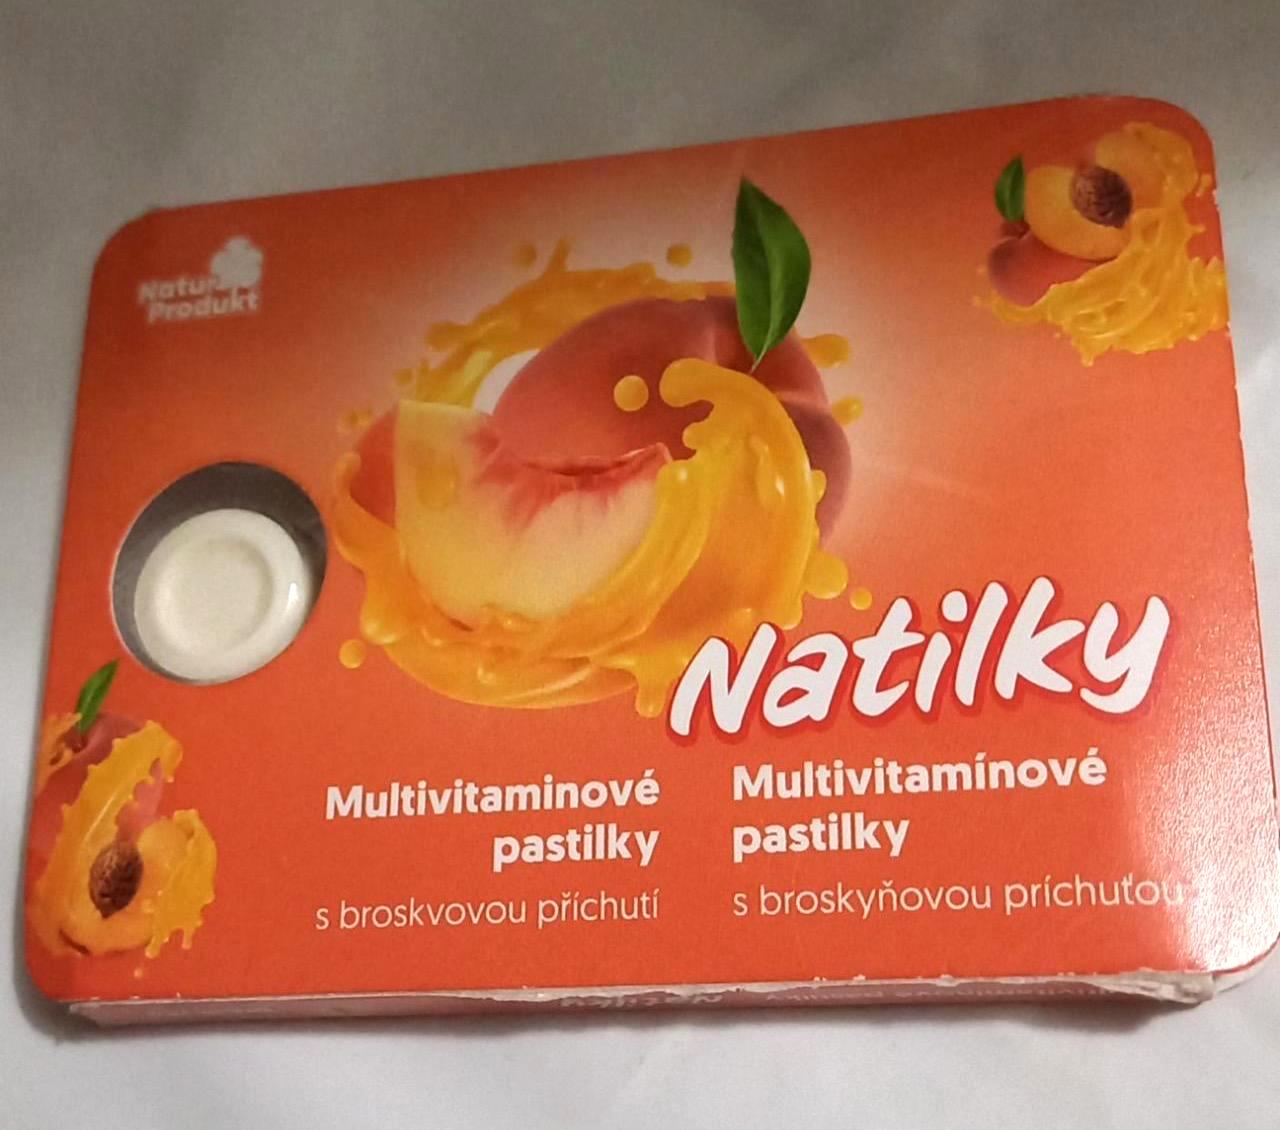 Natur
Produkt
Natilky
Multivitaminové
pastilky
s broskvovou příchutí
Multivitamínové
pastilky
s broskyňovou príchuťou